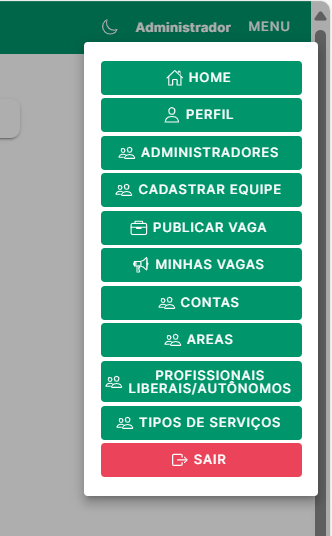 Administrador MENU
HOME
PERFIL
ADMINISTRADORES
CADASTRAR EQUIPE
PUBLICAR VAGA
MINHAS VAGAS
CONTAS
AREAS
PROFISSIONAIS
LIBERAIS/AUTÔNOMOS
TIPOS DE SERVIÇOS
SAIR